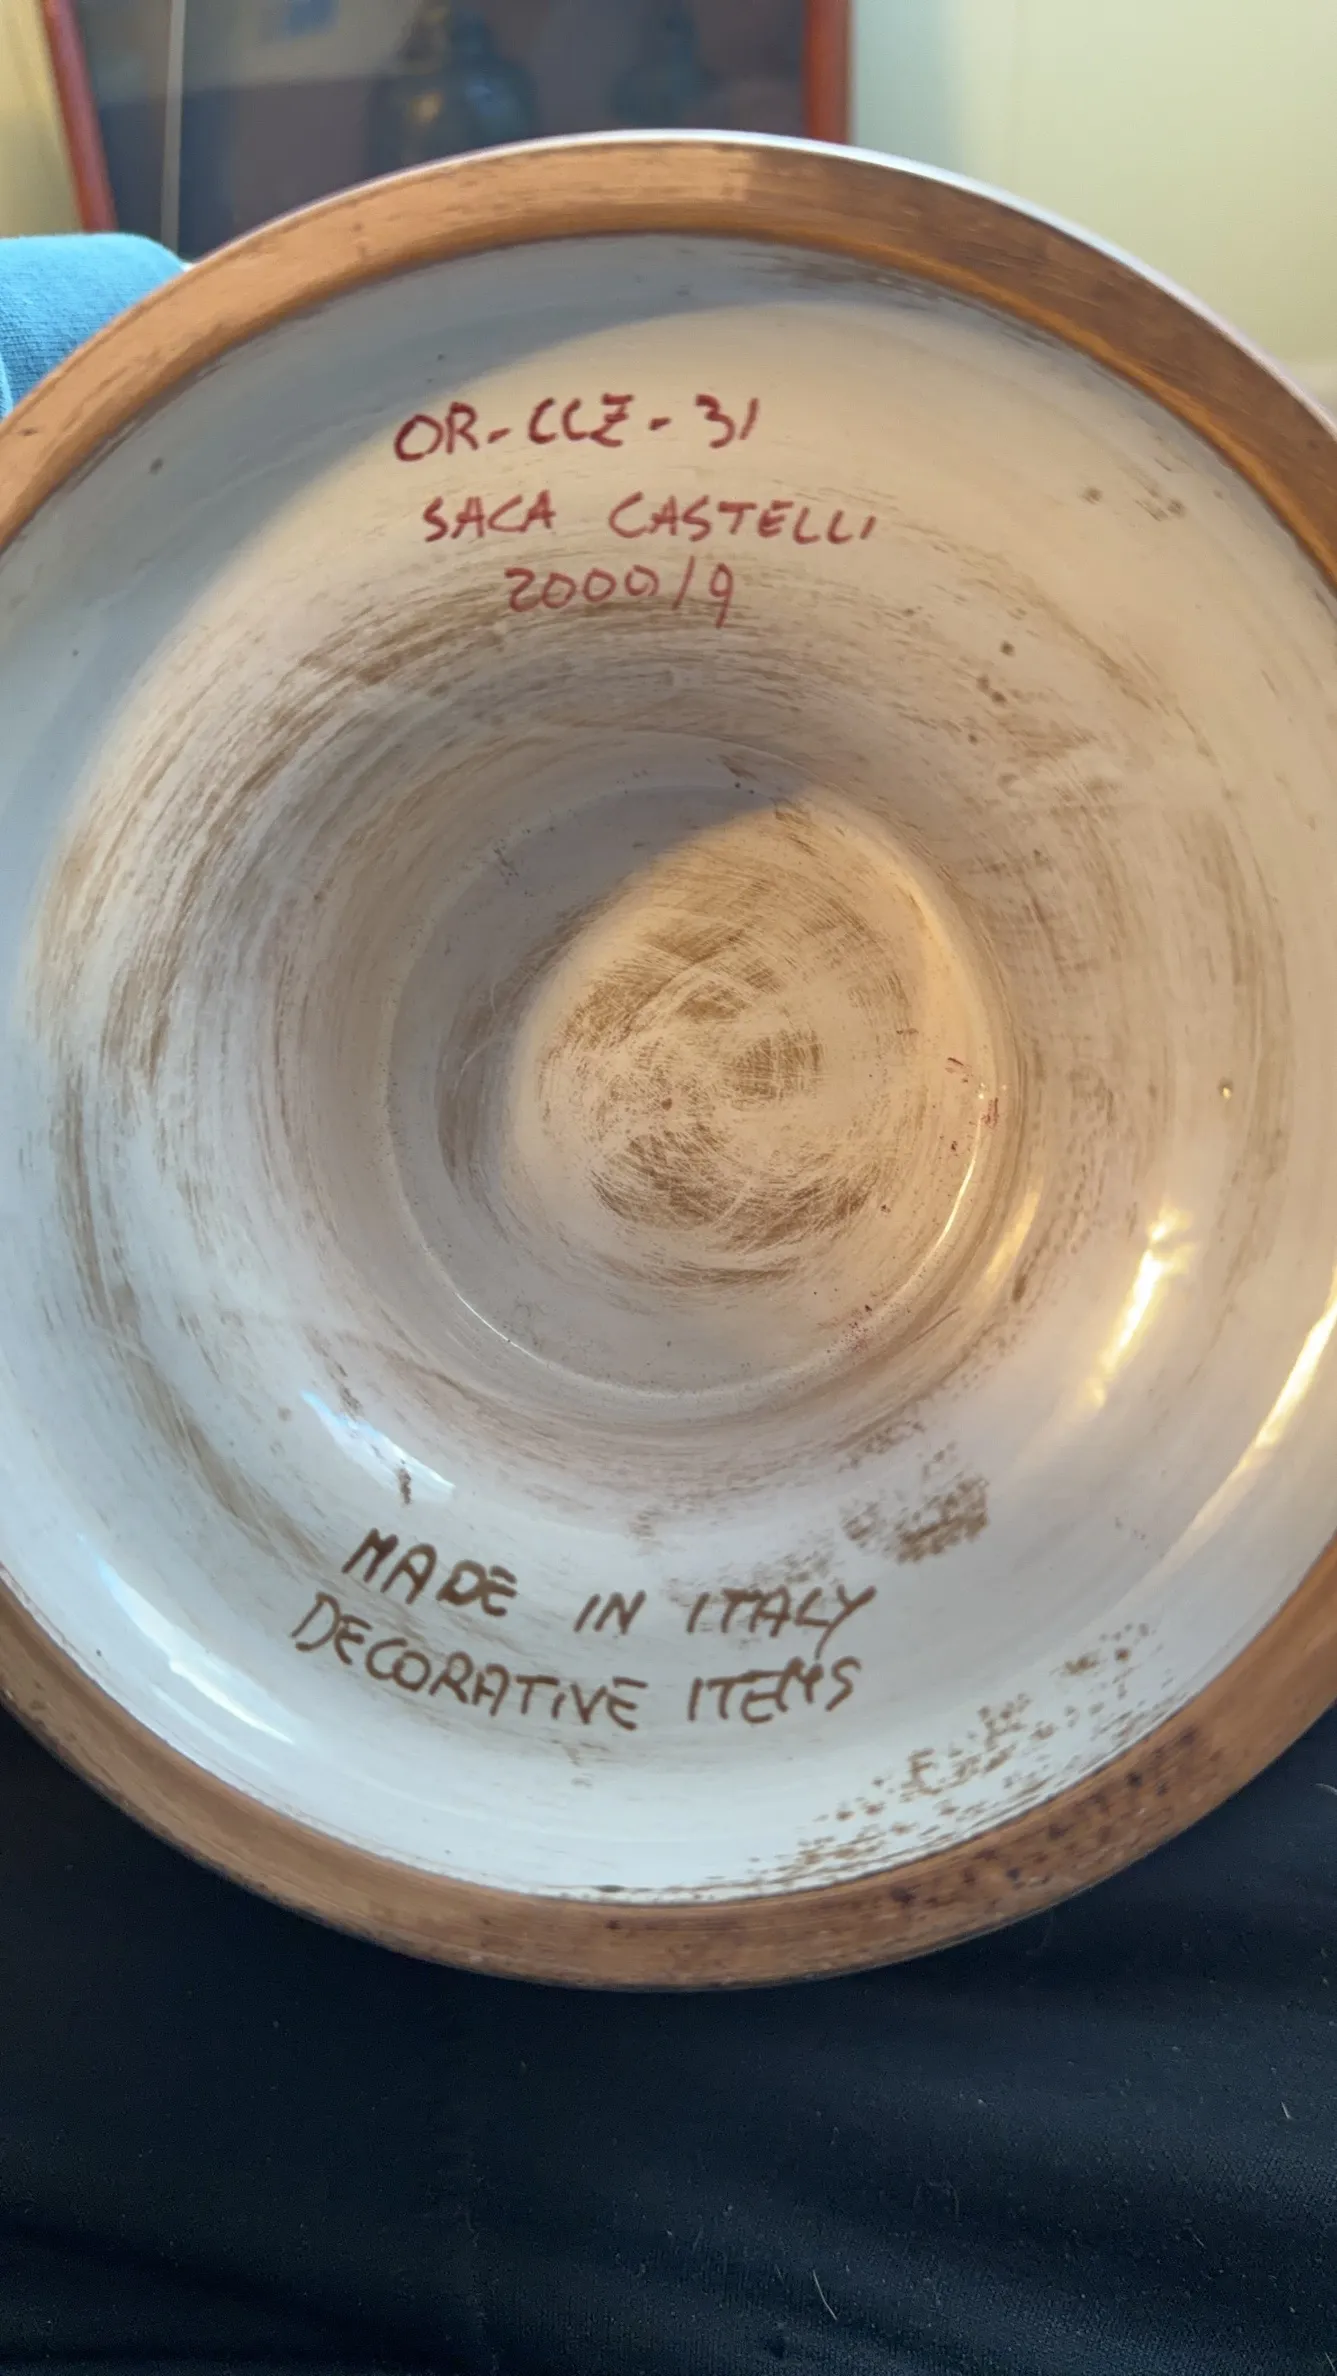 OR-CCZ-31
SACA CASTELLI
2000/9
MADE IN ITALY
DECORATIVE ITEMS